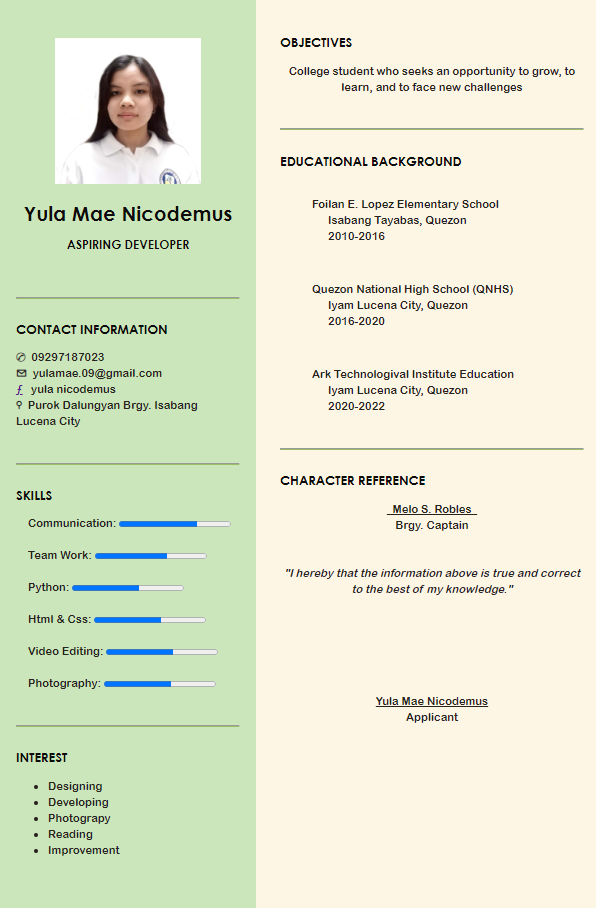 Yula Mae Nicodemus
ASPIRING DEVELOPER
CONTACT INFORMATION
✆ 09297187023
✉ yulamae.09@gmail.com
ƒ yula nicodemus
⚲ Purok Dalungyan Brgy. Isabang
Lucena City
SKILLS
Communication:
Team Work:
Python:
Html & Css:
Video Editing:
Photography:
INTEREST
• Designing
• Developing
• Photograpy
• Reading
• Improvement
OBJECTIVES
College student who seeks an opportunity to grow, to
learn, and to face new challenges
EDUCATIONAL BACKGROUND
Foilan E. Lopez Elementary School
Isabang Tayabas, Quezon
2010-2016
Quezon National High School (QNHS)
Iyam Lucena City, Quezon
2016-2020
Ark Technologival Institute Education
Iyam Lucena City, Quezon
2020-2022
CHARACTER REFERENCE
Melo S. Robles
Brgy. Captain
"I hereby that the information above is true and correct
to the best of my knowledge."
Yula Mae Nicodemus
Applicant